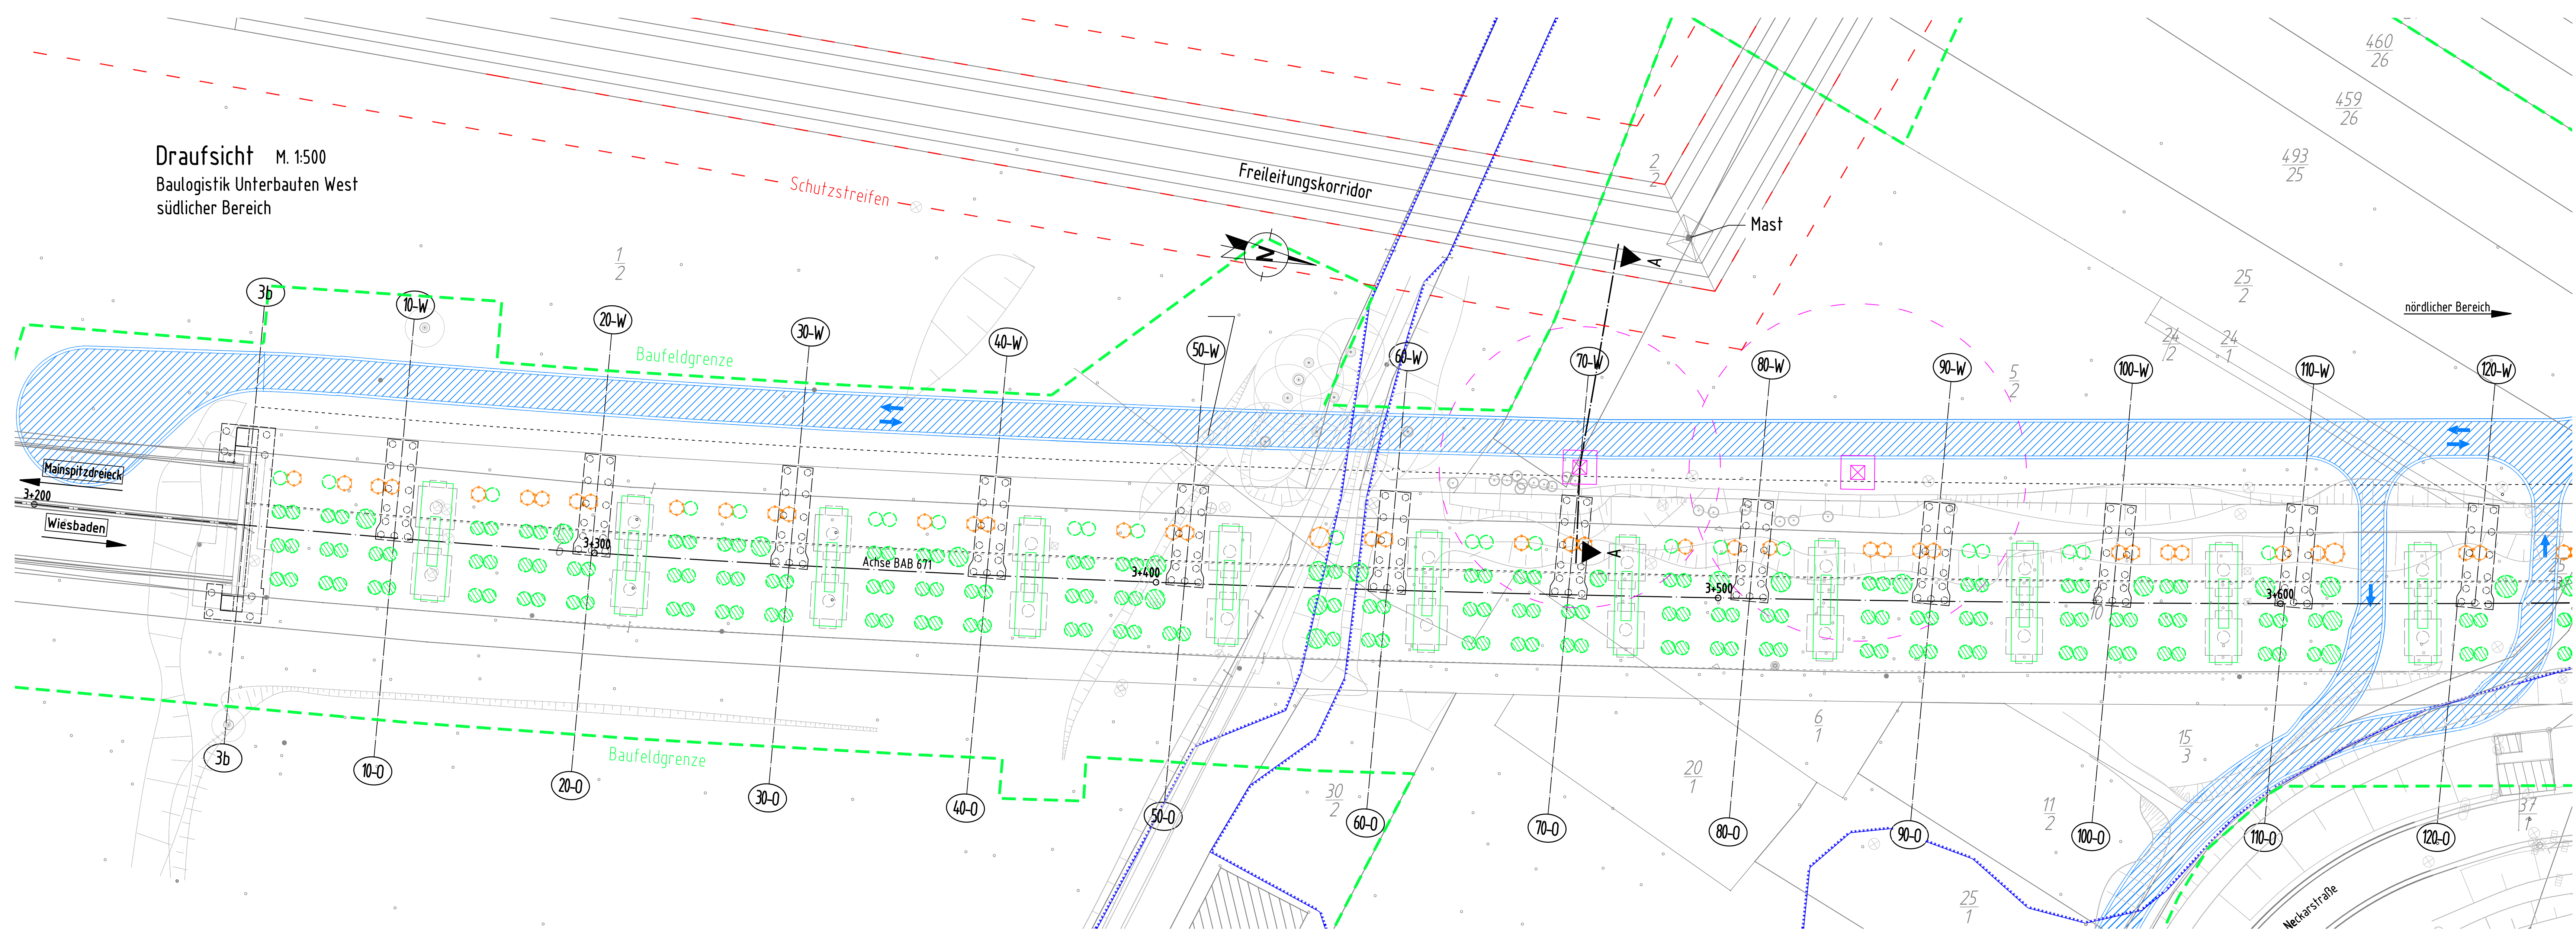 Draufsicht M. 1:500
Baulogistik Unterbauten West
südlicher Bereich
Schutzstreifen
Freileitungskorridor
Mast
N
A
A
2
2
1
2
460
26
459
26
493
25
25
2
24
/2
24
1
5
2
nördlicher Bereich
Baufeldgrenze
3b
10-W
20-W
30-W
40-W
50-W
60-W
70-W
80-W
90-W
100-W
110-W
120-W
Mainspitzdreieck
3+200
Wiesbaden
3+300
Achse BAB 671
3+400
3+500
3+600
10
Baufeldgrenze
3b
10-O
20-O
30-O
40-O
50-O
60-O
70-O
80-O
90-O
100-O
110-O
120-O
30
2
20
1
6
1
15
3
11
2
25
1
37
Neckarstraße